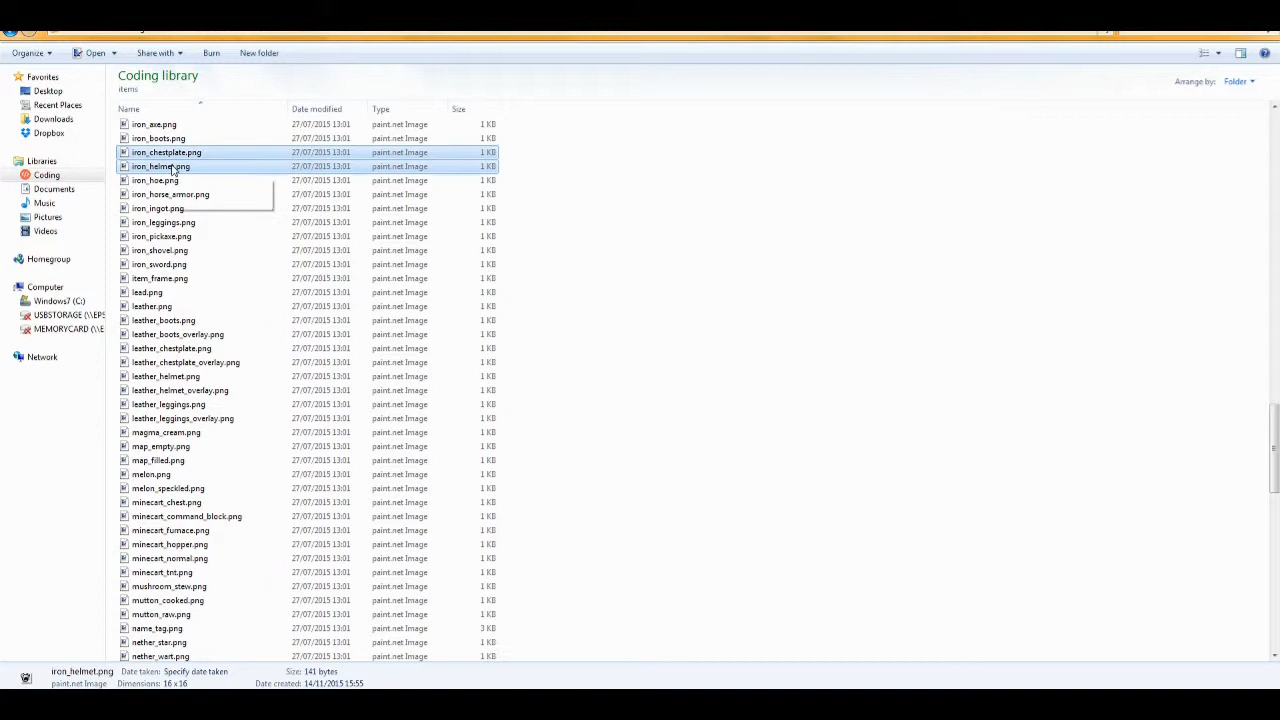 Organize Open Share with Burn New folder
Favorites
Desktop
Recent Places
Downloads
Dropbox
Libraries
Coding
Documents
Music
Pictures
Videos
Homegroup
Computer
Windows7 (C:)
USBSTORAGE (\\EPS
MEMORYCARD (\\E
Network
Coding library
items
Arrange by: Folder
Name Date modified Type Size
iron_axe.png 27/07/2015 13:01 paint.net Image 1 KB
iron_boots.png 27/07/2015 13:01 paint.net Image 1 KB
iron_chestplate.png 27/07/2015 13:01 paint.net Image 1 KB
iron_helmet.png 27/07/2015 13:01 paint.net Image 1 KB
iron_hoe.png 27/07/2015 13:01 paint.net Image 1 KB
iron_horse_armor.png 27/07/2015 13:01 paint.net Image 1 KB
iron_ingot.png 27/07/2015 13:01 paint.net Image 1 KB
iron_leggings.png 27/07/2015 13:01 paint.net Image 1 KB
iron_pickaxe.png 27/07/2015 13:01 paint.net Image 1 KB
iron_shovel.png 27/07/2015 13:01 paint.net Image 1 KB
iron_sword.png 27/07/2015 13:01 paint.net Image 1 KB
item_frame.png 27/07/2015 13:01 paint.net Image 1 KB
lead.png 27/07/2015 13:01 paint.net Image 1 KB
leather.png 27/07/2015 13:01 paint.net Image 1 KB
leather_boots.png 27/07/2015 13:01 paint.net Image 1 KB
leather_boots_overlay.png 27/07/2015 13:01 paint.net Image 1 KB
leather_chestplate.png 27/07/2015 13:01 paint.net Image 1 KB
leather_chestplate_overlay.png 27/07/2015 13:01 paint.net Image 1 KB
leather_helmet.png 27/07/2015 13:01 paint.net Image 1 KB
leather_helmet_overlay.png 27/07/2015 13:01 paint.net Image 1 KB
leather_leggings.png 27/07/2015 13:01 paint.net Image 1 KB
leather_leggings_overlay.png 27/07/2015 13:01 paint.net Image 1 KB
magma_cream.png 27/07/2015 13:01 paint.net Image 1 KB
map_empty.png 27/07/2015 13:01 paint.net Image 1 KB
map_filled.png 27/07/2015 13:01 paint.net Image 1 KB
melon.png 27/07/2015 13:01 paint.net Image 1 KB
melon_speckled.png 27/07/2015 13:01 paint.net Image 1 KB
minecart_chest.png 27/07/2015 13:01 paint.net Image 1 KB
minecart_command_block.png 27/07/2015 13:01 paint.net Image 1 KB
minecart_furnace.png 27/07/2015 13:01 paint.net Image 1 KB
minecart_hopper.png 27/07/2015 13:01 paint.net Image 1 KB
minecart_normal.png 27/07/2015 13:01 paint.net Image 1 KB
minecart_tnt.png 27/07/2015 13:01 paint.net Image 1 KB
mushroom_stew.png 27/07/2015 13:01 paint.net Image 1 KB
mutton_cooked.png 27/07/2015 13:01 paint.net Image 1 KB
mutton_raw.png 27/07/2015 13:01 paint.net Image 1 KB
name_tag.png 27/07/2015 13:01 paint.net Image 3 KB
nether_star.png 27/07/2015 13:01 paint.net Image 1 KB
nether_wart.png 27/07/2015 13:01 paint.net Image 1 KB
iron_helmet.png Date taken: Specify date taken Size: 141 bytes
paint.net Image Dimensions: 16 x 16 Date created: 14/11/2015 15:55